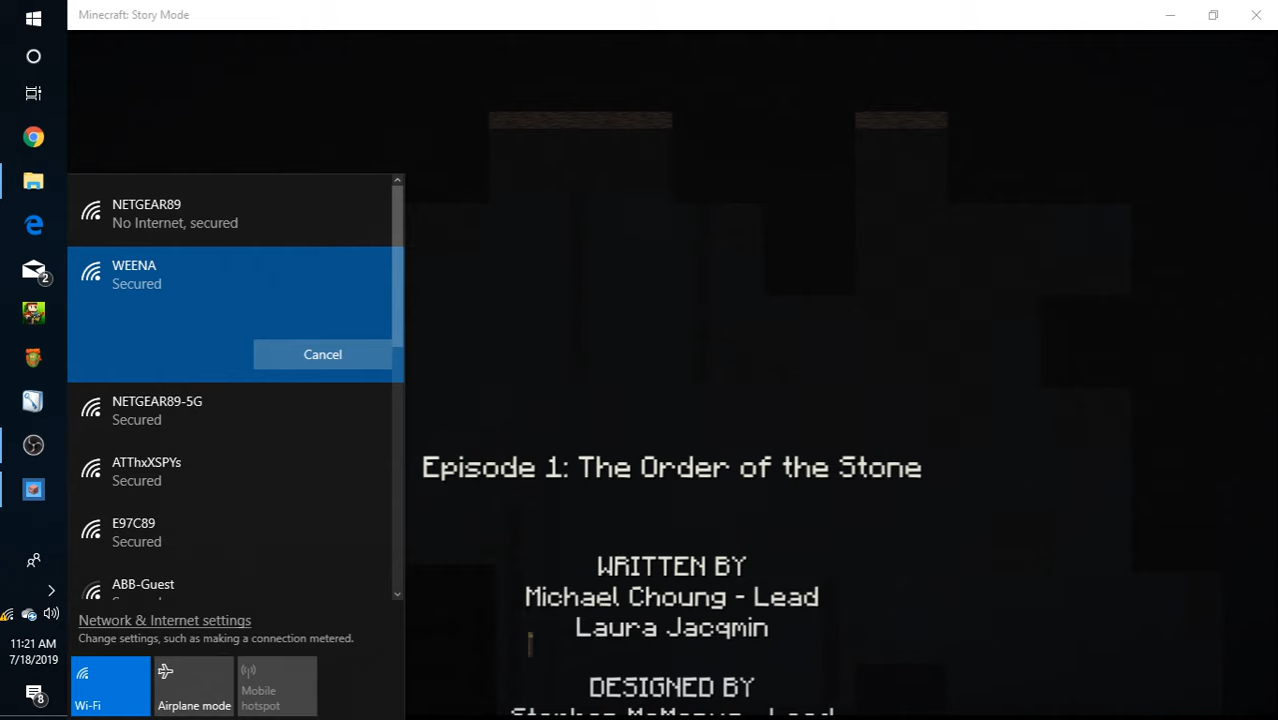 Minecraft: Story Mode
NETGEAR89
No Internet, secured
WEENA
Secured
Cancel
NETGEAR89-5G
Secured
ATThxXSPYs
Secured
E97C89
Secured
ABB-Guest
Network & Internet settings
Change settings, such as making a connection metered.
Wi-Fi
Airplane mode
Mobile
hotspot
2
11:21 AM
7/18/2019
8
Episode 1: The Order of the Stone
WRITTEN BY
Michael Choung - Lead
Laura Jacqmin
DESIGNED BY